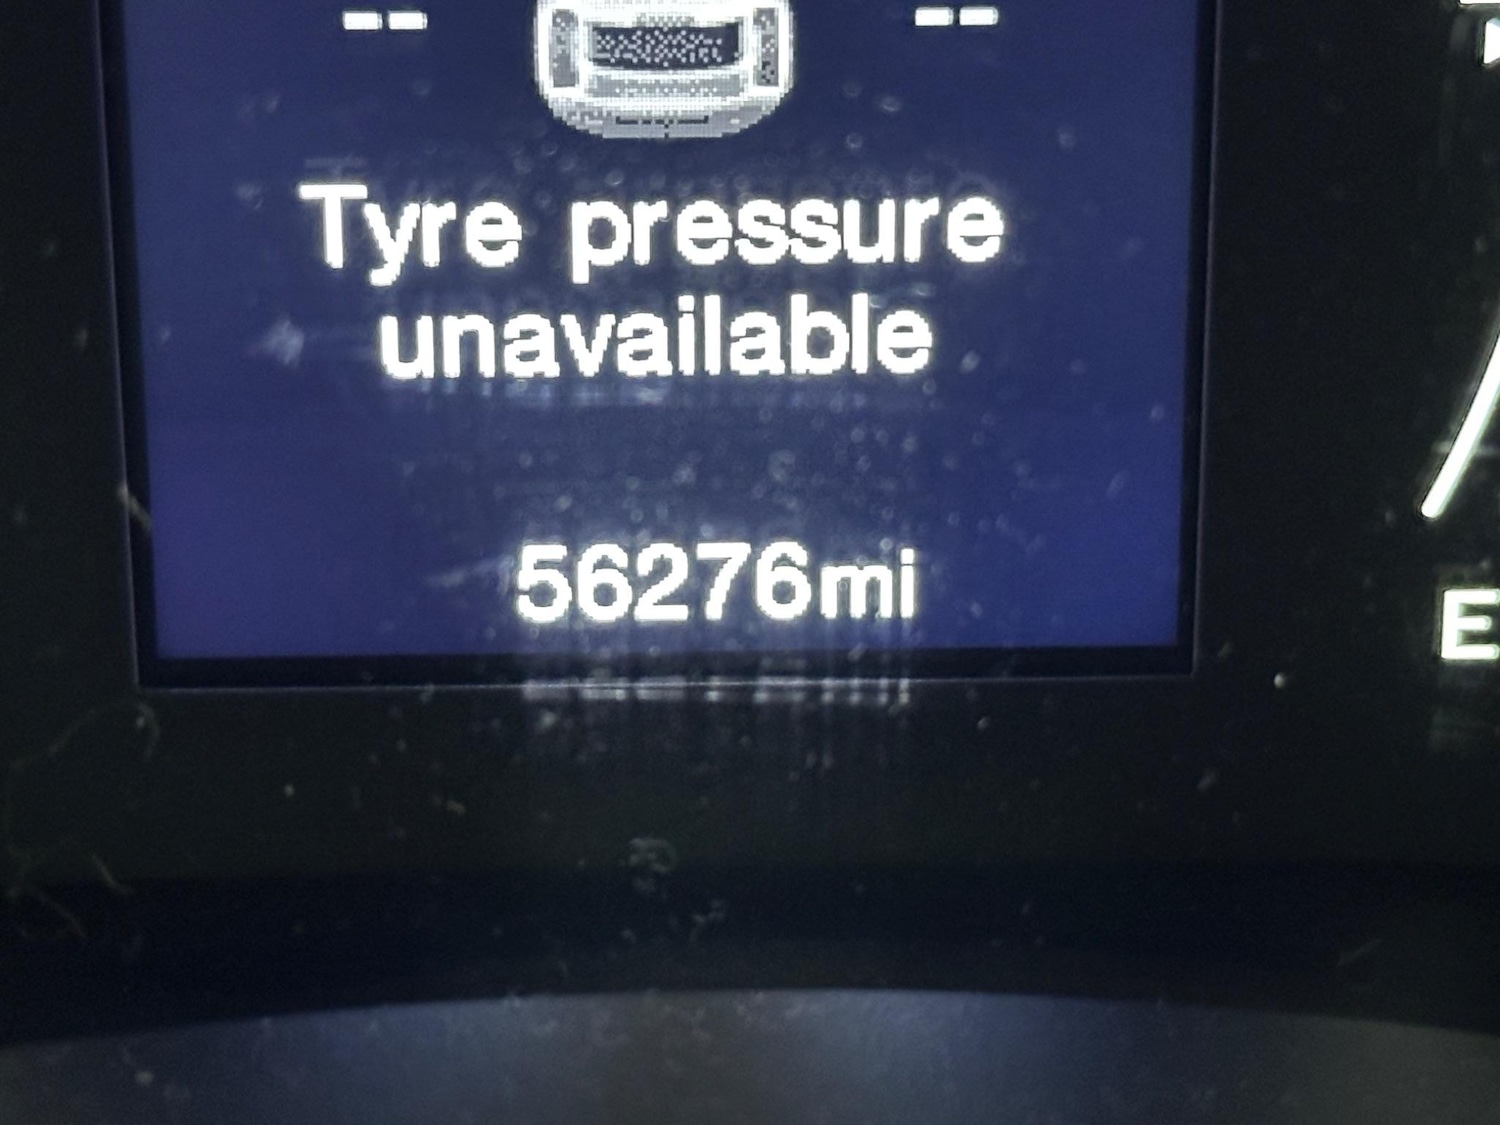 -- --
Tyre pressure
unavailable
56276mi
E